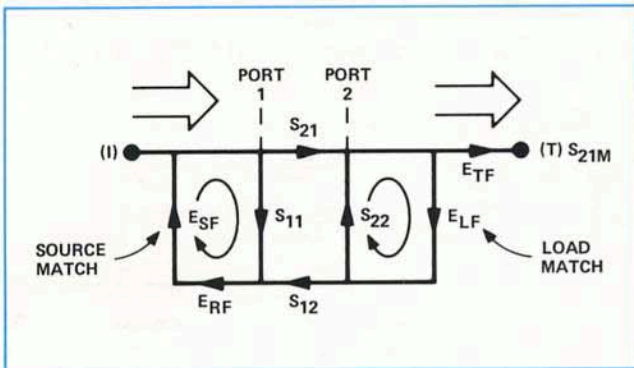 PORT 1
PORT 2
S21
(I)
(T) S21M
ETF
ESF
S11
S22
ELF
SOURCE MATCH
LOAD MATCH
ERF
S12